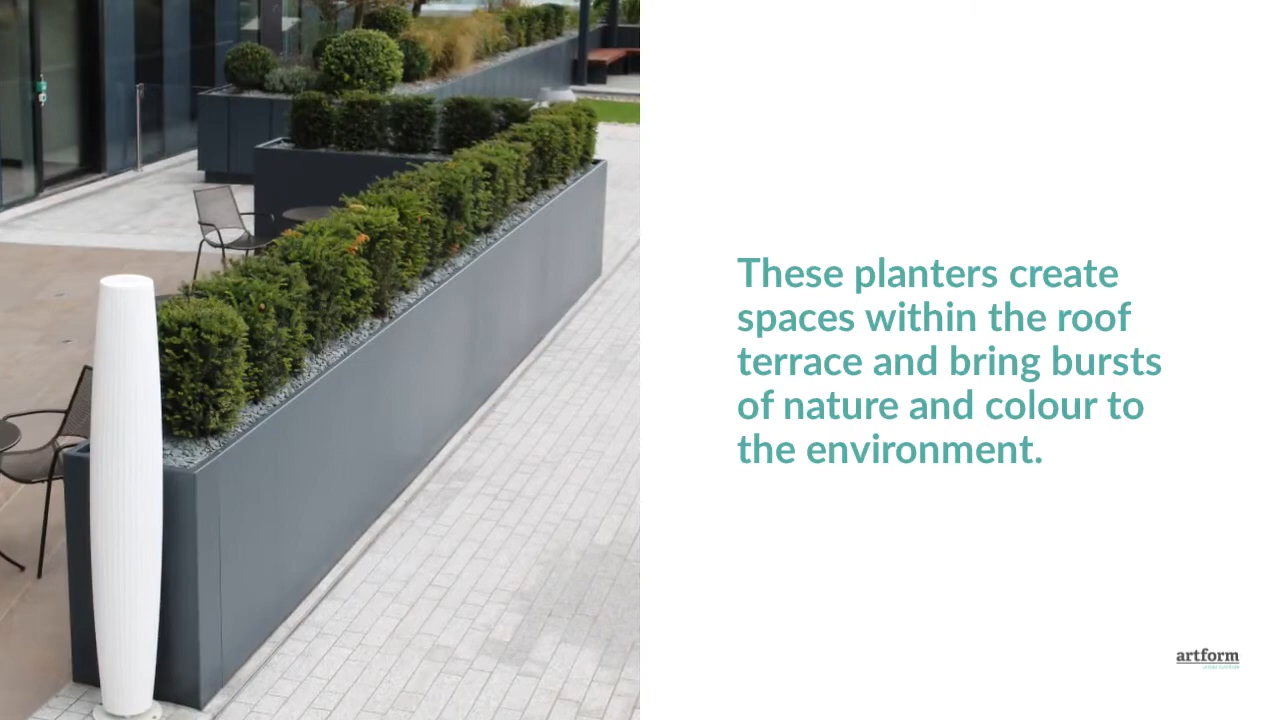 These planters create
spaces within the roof
terrace and bring bursts
of nature and colour to
the environment.
artform